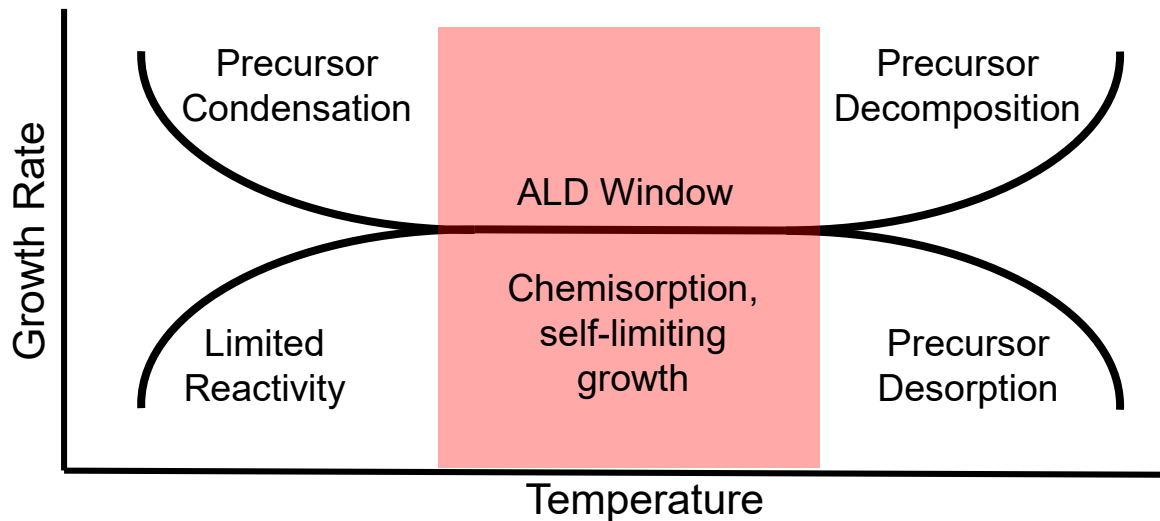 Growth Rate
Precursor
Condensation
Limited
Reactivity
ALD Window
Chemisorption,
self-limiting
growth
Precursor
Decomposition
Precursor
Desorption
Temperature